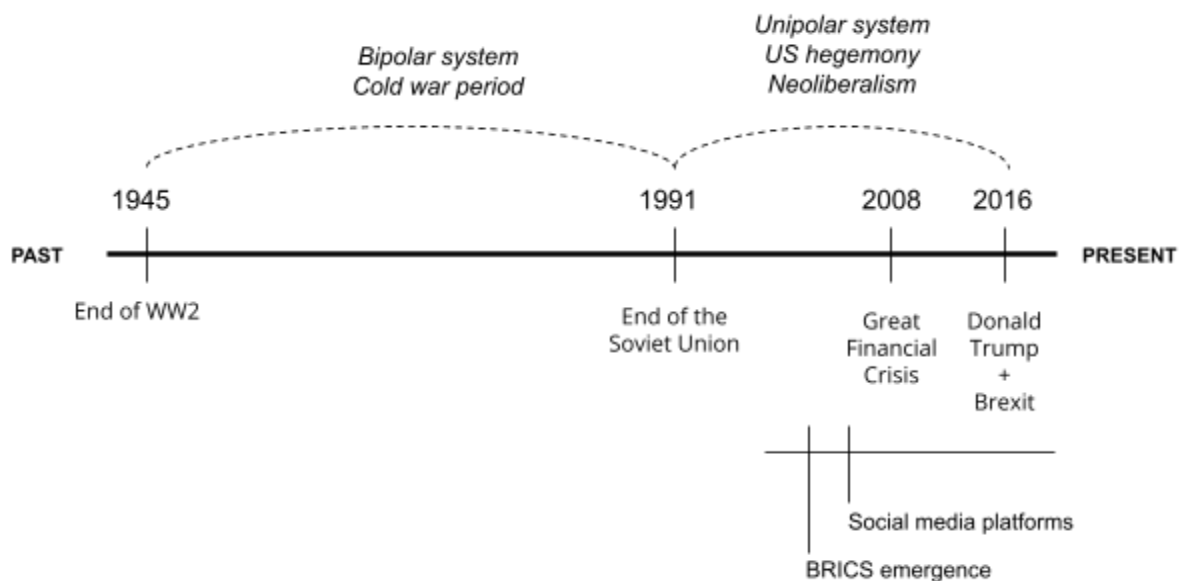 Unipolar system
US hegemony
Neoliberalism
Bipolar system
Cold war period
1945
1991
2008
2016
PAST
PRESENT
End of WW2
End of the
Soviet Union
Great
Financial
Crisis
Donald
Trump
+
Brexit
Social media platforms
BRICS emergence